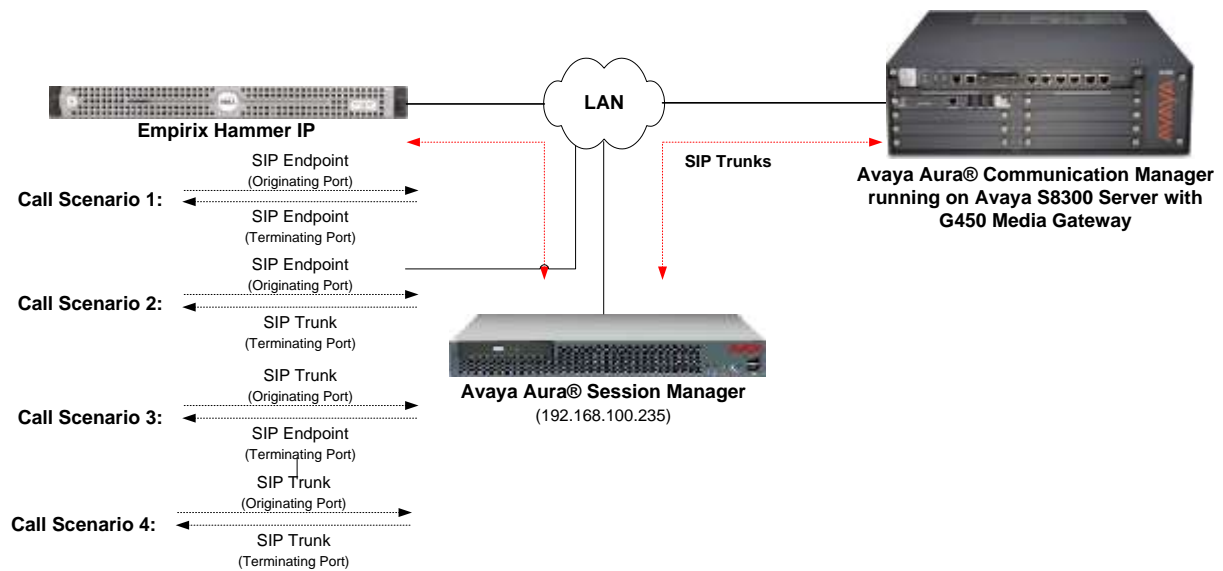 LAN
Empirix Hammer IP
SIP Trunks
AVAYA
Avaya Aura® Communication Manager
running on Avaya S8300 Server with
G450 Media Gateway
Call Scenario 1:
SIP Endpoint
(Originating Port)
SIP Endpoint
(Terminating Port)
Call Scenario 2:
SIP Endpoint
(Originating Port)
SIP Trunk
(Terminating Port)
Avaya Aura® Session Manager
(192.168.100.235)
Call Scenario 3:
SIP Trunk
(Originating Port)
SIP Endpoint
(Terminating Port)
Call Scenario 4:
SIP Trunk
(Originating Port)
SIP Trunk
(Terminating Port)